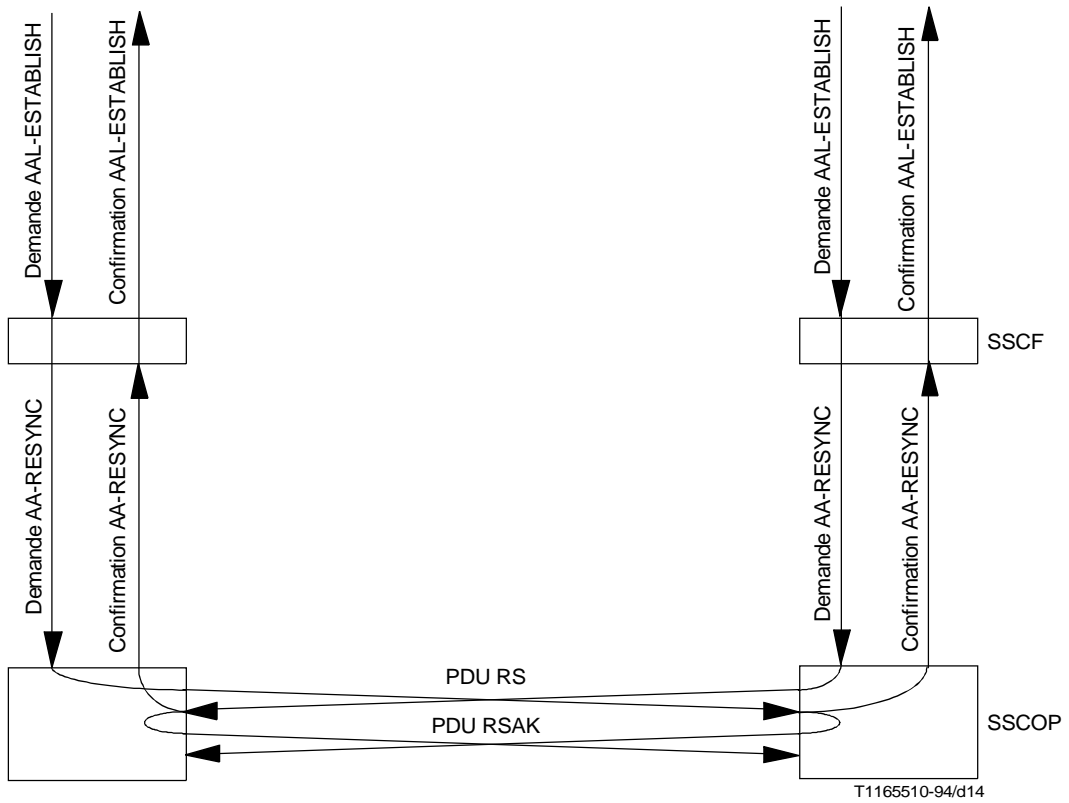 Demande AAL-ESTABLISH
Confirmation AAL-ESTABLISH
Demande AAL-ESTABLISH
Confirmation AAL-ESTABLISH
SSCF
Demande AA-RESYNC
Confirmation AA-RESYNC
Demande AA-RESYNC
Confirmation AA-RESYNC
PDU RS
PDU RSAK
SSCOP
T1165510-94/d14